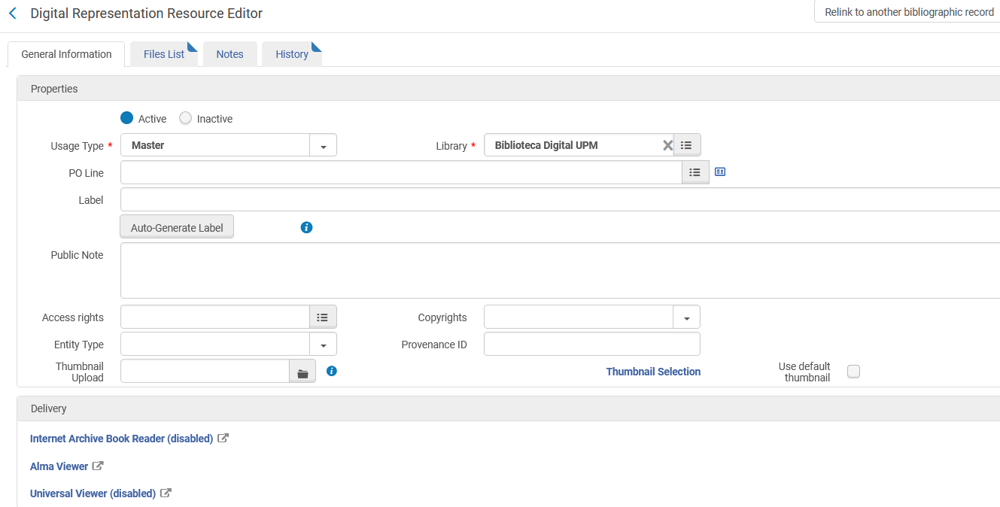 Digital Representation Resource Editor
Relink to another bibliographic record
General Information Files List Notes History
Properties
Active Inactive
Usage Type * Master Library * Biblioteca Digital UPM
PO Line
Label
Auto-Generate Label
Public Note
Access rights Copyrights
Entity Type Provenance ID
Thumbnail Upload Thumbnail Selection Use default thumbnail
Delivery
Internet Archive Book Reader (disabled)
Alma Viewer
Universal Viewer (disabled)